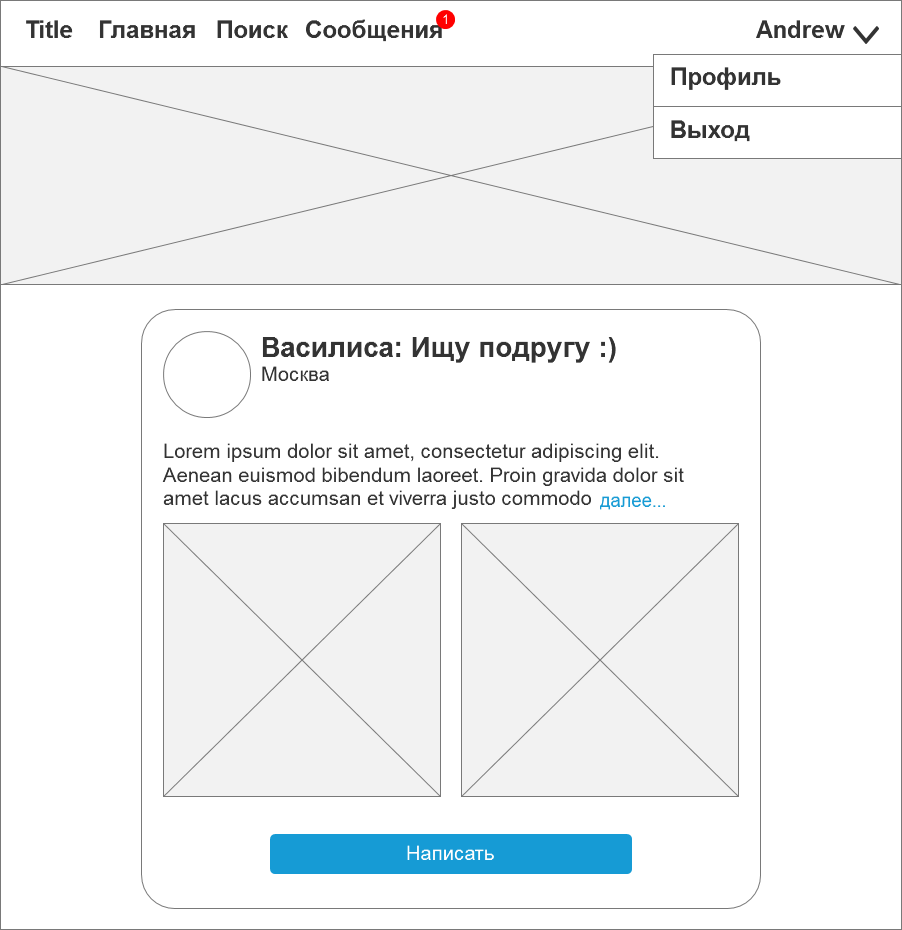 Title Главная Поиск Сообщения 1 Andrew
Профиль
Выход
Василиса: Ищу подругу :)
Москва
Lorem ipsum dolor sit amet, consectetur adipiscing elit.
Aenean euismod bibendum laoreet. Proin gravida dolor sit
amet lacus accumsan et viverra justo commodo далее...
Написать